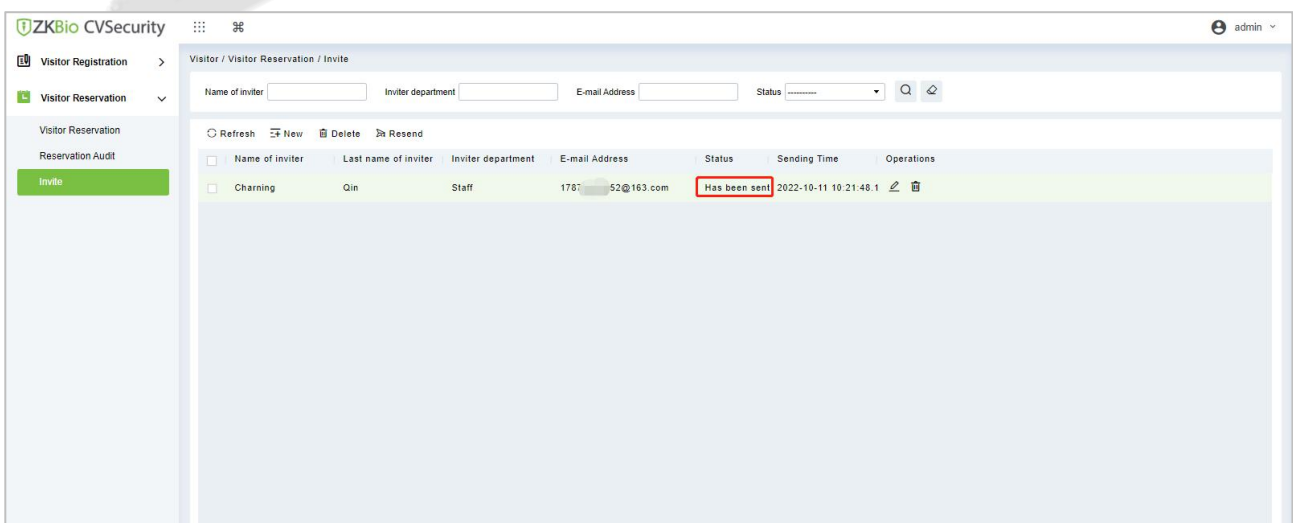 ZKBio CVSecurity
admin
Visitor Registration
Visitor Reservation
Visitor Reservation
Reservation Audit
Invite
Visitor / Visitor Reservation / Invite
Name of inviter Inviter department E-mail Address Status ----------
Refresh New Delete Resend
Name of inviter Last name of inviter Inviter department E-mail Address Status Sending Time Operations
Charning Qin Staff 1787 52@163.com Has been sent 2022-10-11 10:21:48.1